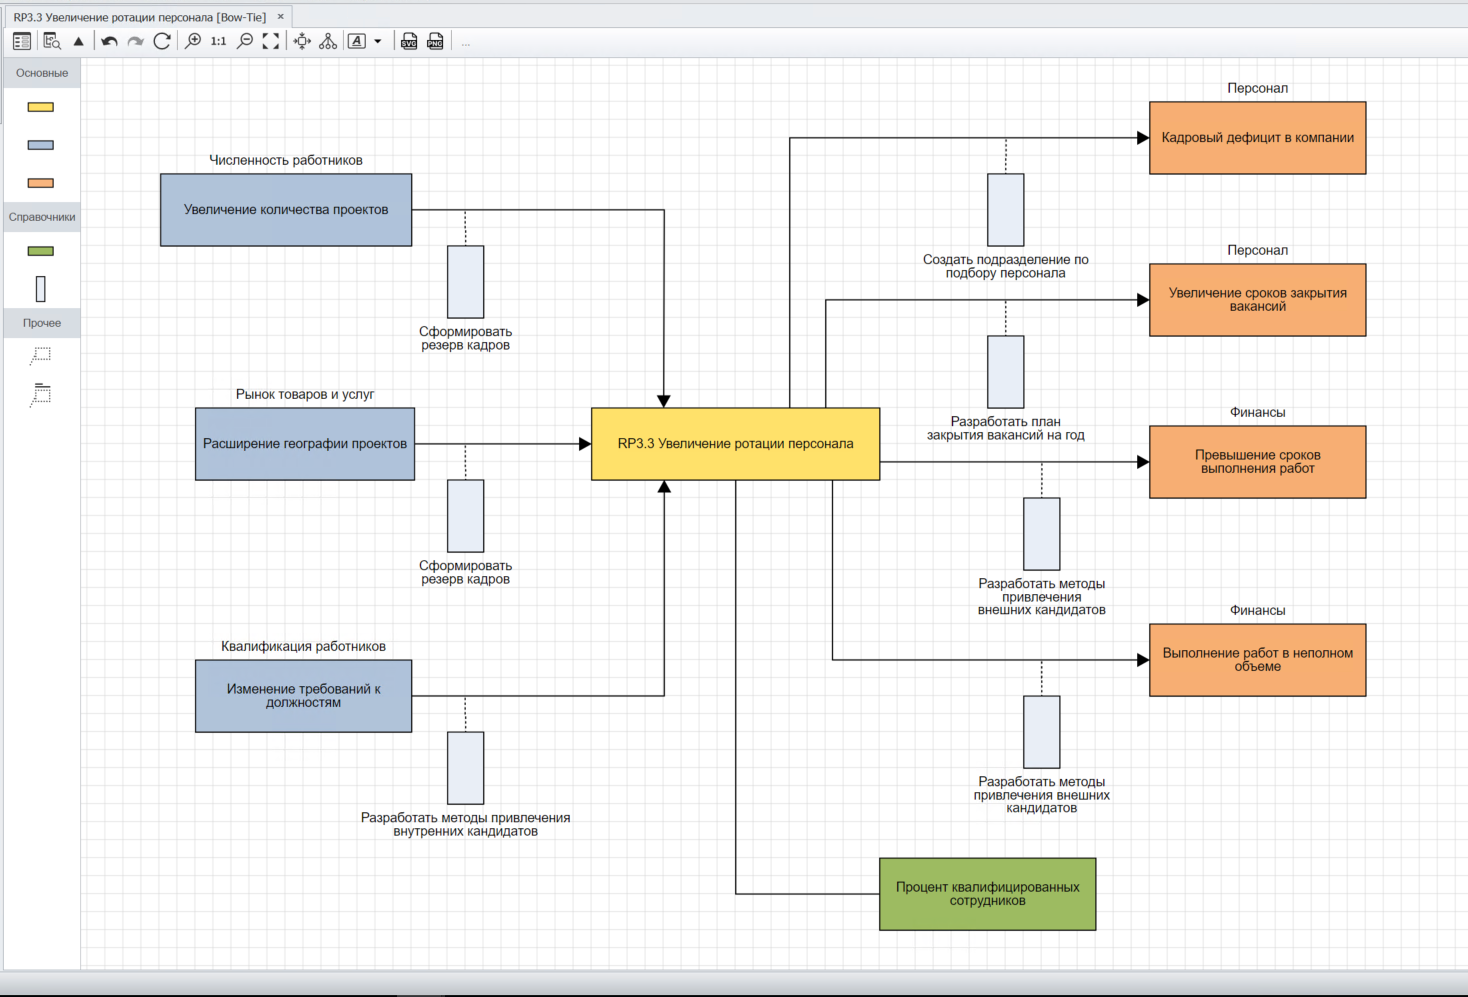 RP3.3 Увеличение ротации персонала [Bow-Tie] ×
1:1
A
SVG
PNG
...
Основные
Справочники
Прочее
Численность работников
Увеличение количества проектов
Сформировать
резерв кадров
Рынок товаров и услуг
Расширение географии проектов
Сформировать
резерв кадров
Квалификация работников
Изменение требований к
должностям
Разработать методы привлечения
внутренних кандидатов
RP3.3 Увеличение ротации персонала
Персонал
Кадровый дефицит в компании
Создать подразделение по
подбору персонала
Персонал
Увеличение сроков закрытия
вакансий
Разработать план
закрытия вакансий на год
Финансы
Превышение сроков
выполнения работ
Разработать методы
привлечения
внешних кандидатов
Финансы
Выполнение работ в неполном
объеме
Разработать методы
привлечения внешних
кандидатов
Процент квалифицированных
сотрудников